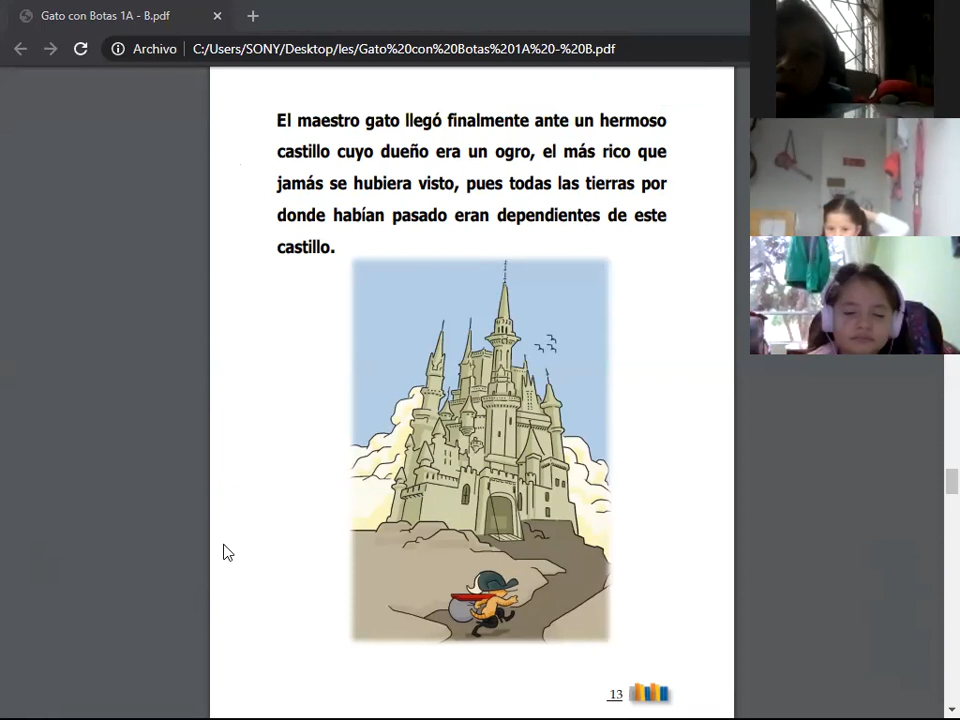 Gato con Botas 1A - B.pdf
Archivo
C:/Users/SONY/Desktop/les/Gato%20con%20Botas%201A%20-%20B.pdf
El maestro gato llegó finalmente ante un hermoso
castillo cuyo dueño era un ogro, el más rico que
jamás se hubiera visto, pues todas las tierras por
donde habían pasado eran dependientes de este
castillo.
13